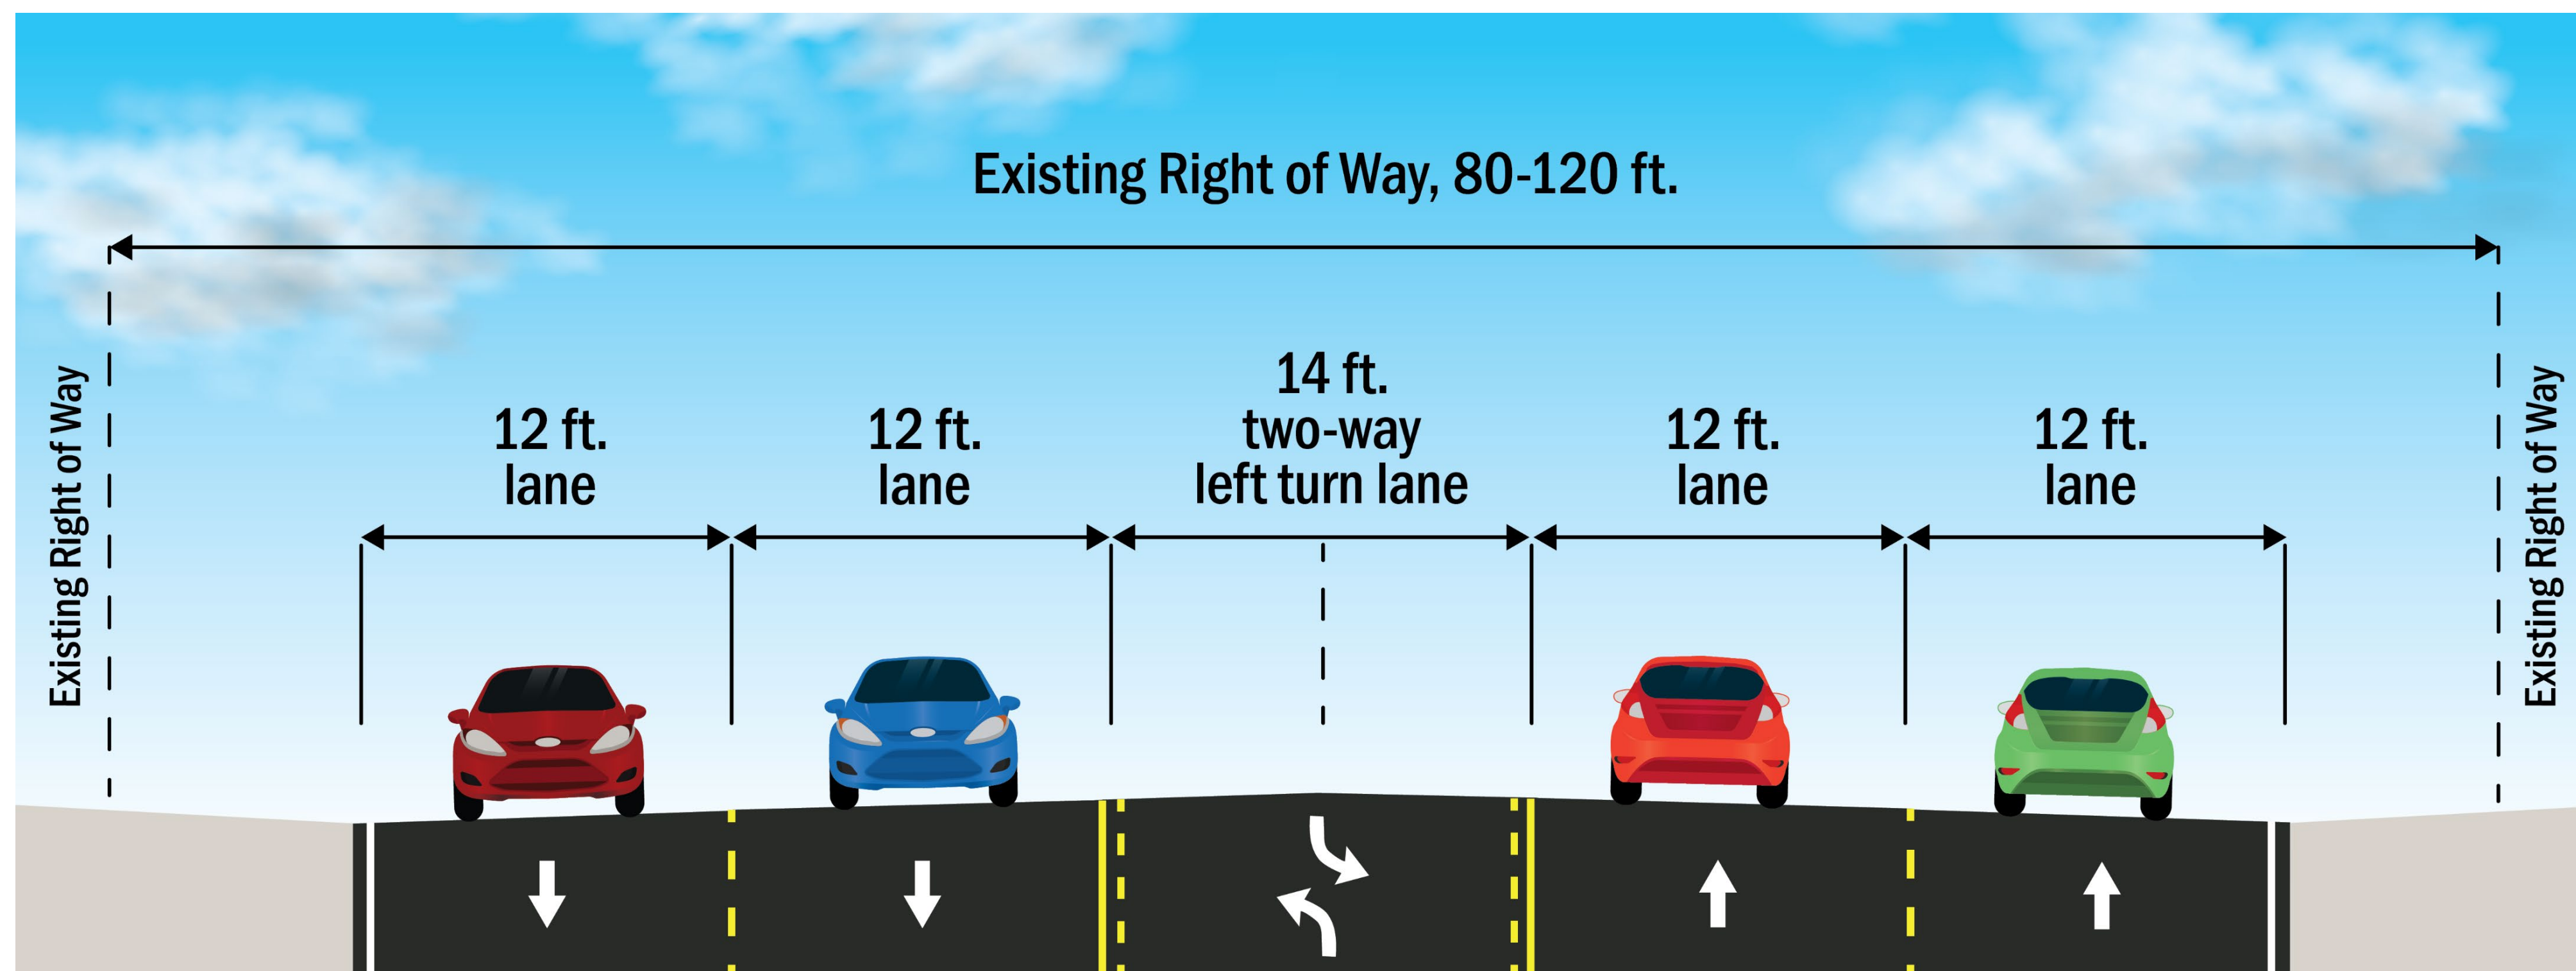 Existing Right of Way, 80-120 ft.
Existing Right of Way
12 ft.
lane
12 ft.
lane
14 ft.
two-way
left turn lane
12 ft.
lane
12 ft.
lane
Existing Right of Way